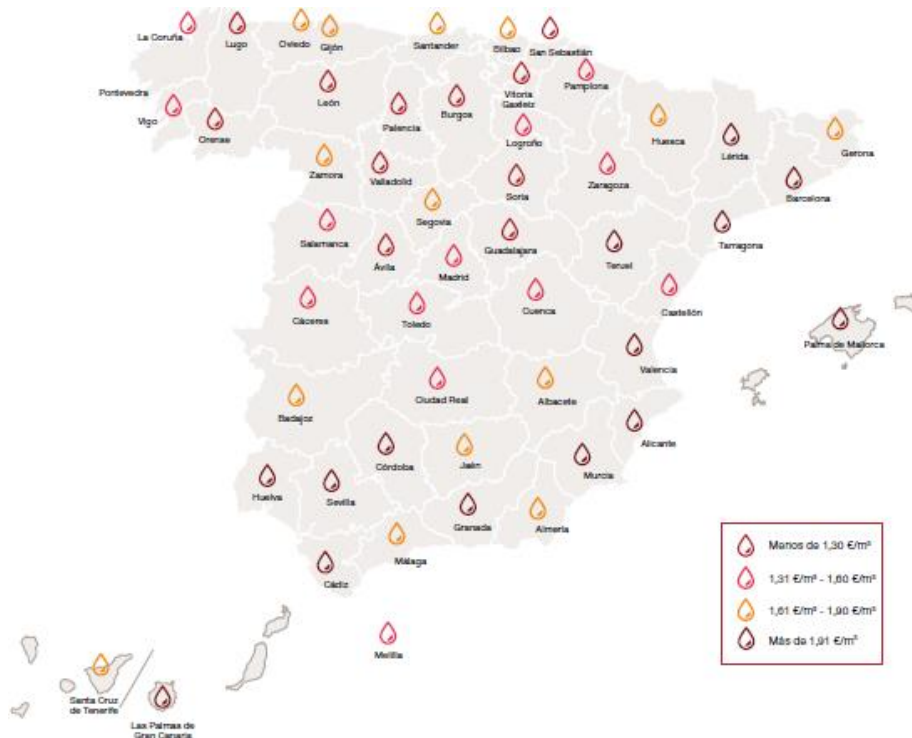 La Coruña
Lugo
Oviedo
Gijón
Santander
Bilbao
San Sebastián
Pontevedra
Vigo
Orense
León
Palencia
Burgos
Vitoria
Gasteiz
Pamplona
Logroño
Huesca
Lérida
Gerona
Zamora
Valladolid
Soria
Zaragoza
Barcelona
Segovia
Salamanca
Ávila
Madrid
Guadalajara
Teruel
Tarragona
Cáceres
Toledo
Cuenca
Castellón
Palma de Mallorca
Valencia
Badajoz
Ciudad Real
Albacete
Alicante
Huelva
Sevilla
Córdoba
Jaén
Murcia
Granada
Almería
Cádiz
Málaga
Melilla
Santa Cruz
de Tenerife
Las Palmas de
Gran Canaria
Menos de 1,30 €/m³
1,31 €/m³ - 1,60 €/m³
1,61 €/m³ - 1,90 €/m³
Más de 1,91 €/m³